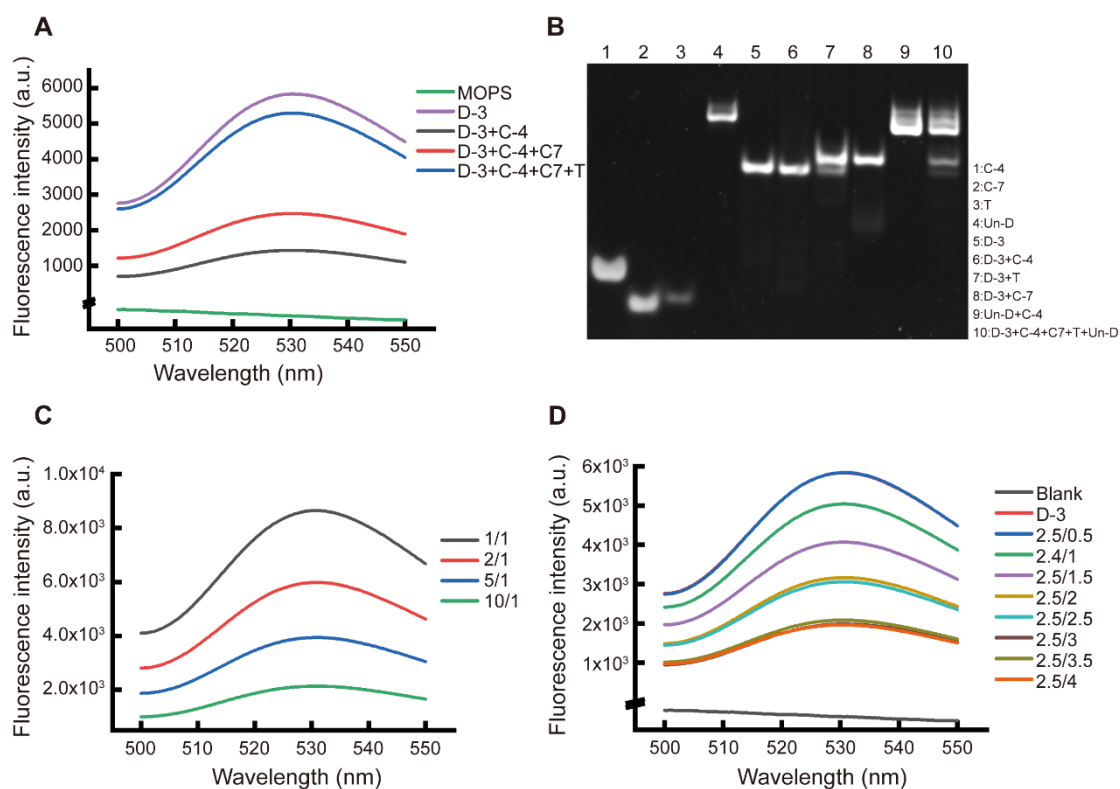 A
Fluorescence intensity (a.u.)
6000
5000
4000
3000
2000
1000
500 510 520 530 540 550
Wavelength (nm)
MOPS
D-3
D-3+C-4
D-3+C-4+C7
D-3+C-4+C7+T
B
1 2 3 4 5 6 7 8 9 10
1:C-4
2:C-7
3:T
4:Un-D
5:D-3
6:D-3+C-4
7:D-3+T
8:D-3+C-7
9:Un-D+C-4
10:D-3+C-4+C7+T+Un-D
C
Fluorescence intensity (a.u.)
1.0x10⁴
8.0x10³
6.0x10³
4.0x10³
2.0x10³
500 510 520 530 540 550
Wavelength (nm)
1/1
2/1
5/1
10/1
D
Fluorescence intensity (a.u.)
6x10³
5x10³
4x10³
3x10³
2x10³
1x10³
500 510 520 530 540 550
Wavelength (nm)
Blank
D-3
2.5/0.5
2.4/1
2.5/1.5
2.5/2
2.5/2.5
2.5/3
2.5/3.5
2.5/4